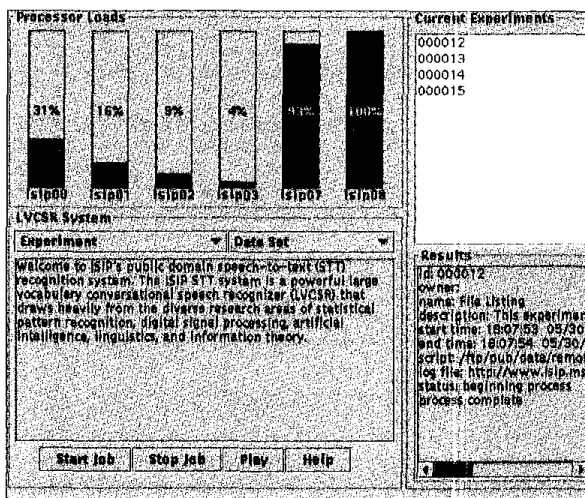 Processor Loads
31% 16% 9% 4% 93% 100%
isip00 isip01 isip02 isip03 isip07 isip08
LVCSR System
Experiment Data Set
Welcome to ISIP's public domain speech-to-text (STT)
recognition system. The ISIP STT system is a powerful large
vocabulary conversational speech recognizer (LVCSR) that
draws heavily from the diverse research areas of statistical
pattern recognition, digital signal processing, artificial
intelligence, linguistics, and information theory.
Start Job Stop Job Play Help
Current Experiments
000012
000013
000014
000015
Results
id: 000012
owner:
name: File Listing
description: This experimen
start time: 18:07:53 05/30/
end time: 18:07:54 05/30/
script: /ftp/pub/data/remo
log file: http://www.isip.ms
status: beginning process
process complete